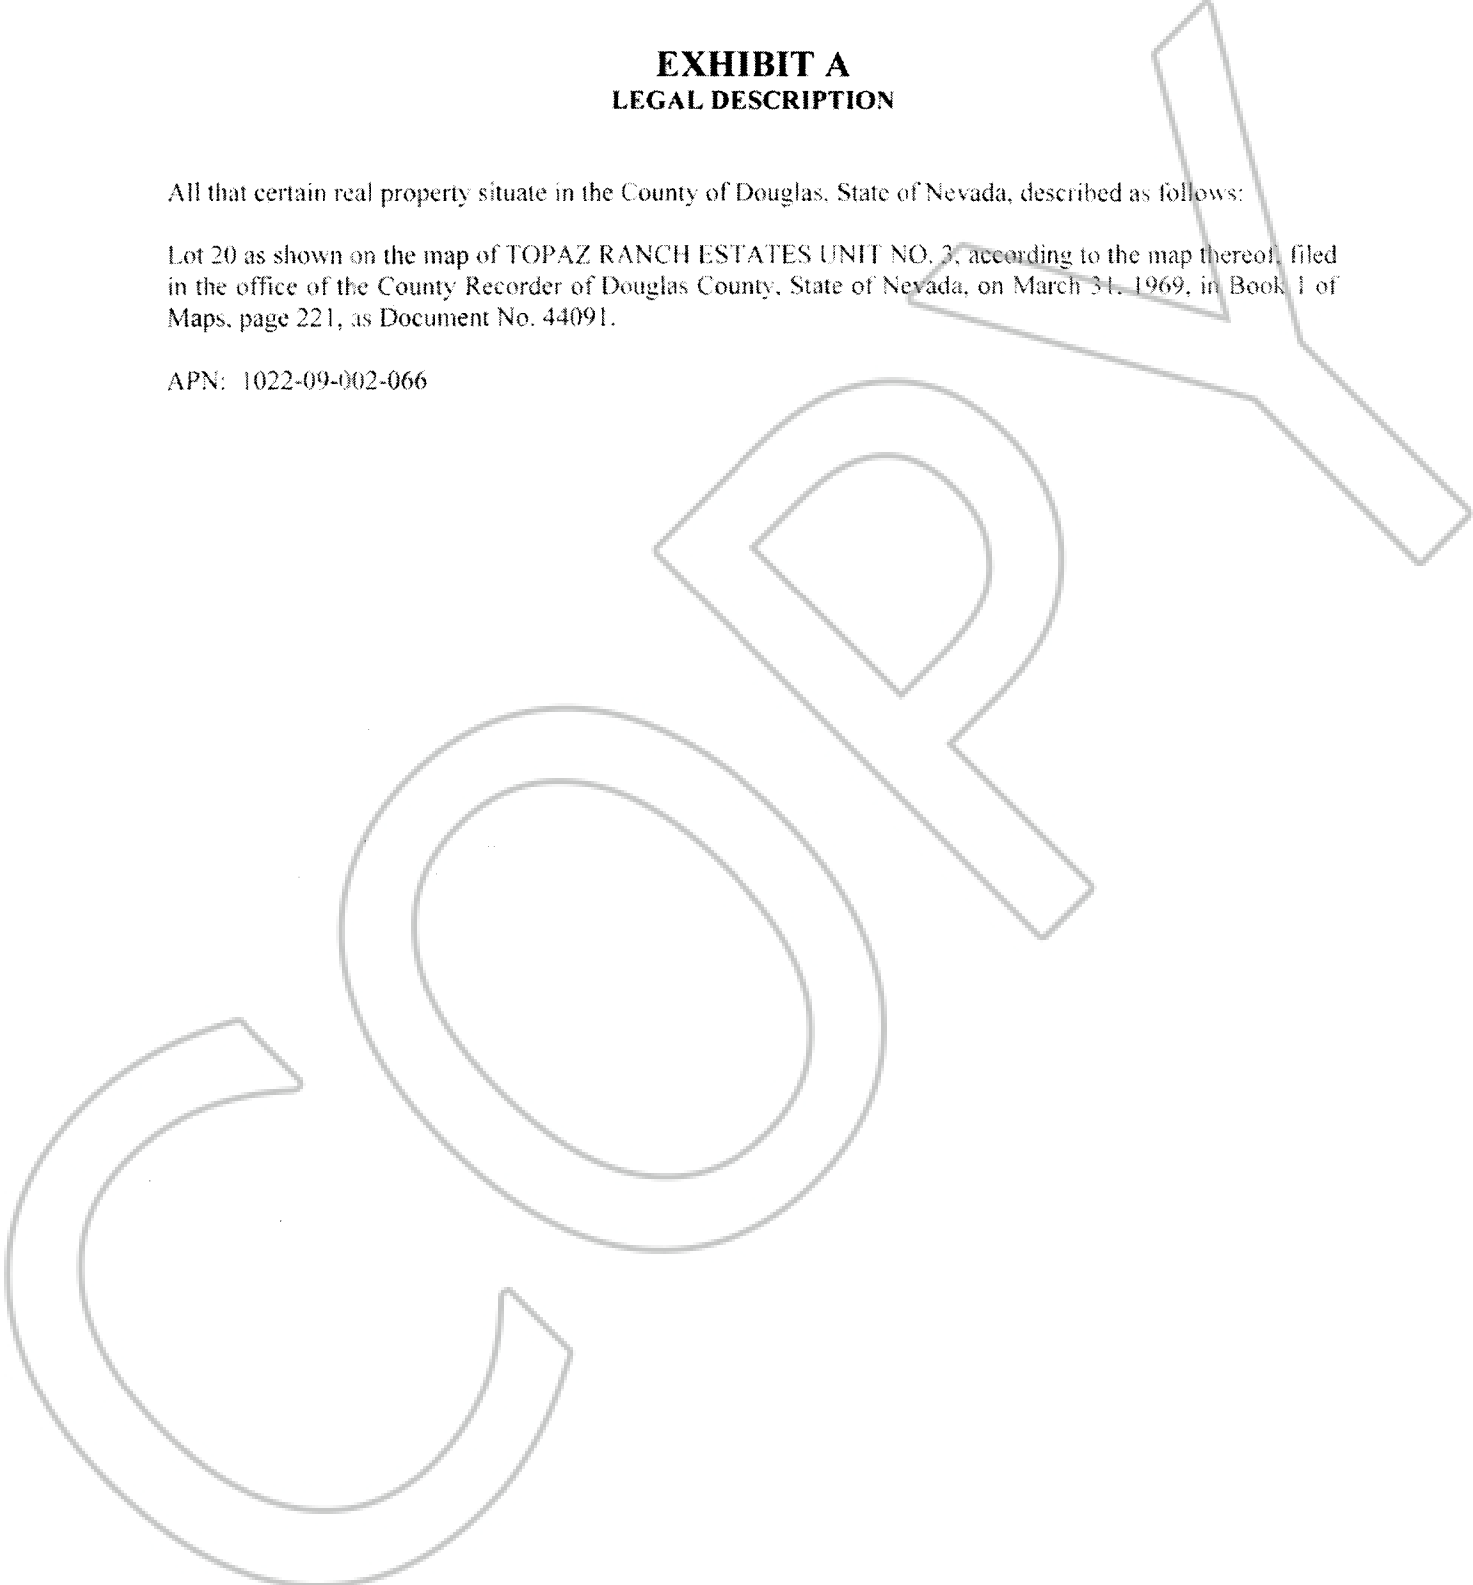 EXHIBIT A
LEGAL DESCRIPTION
All that certain real property situate in the County of Douglas, State of Nevada, described as follows:
Lot 20 as shown on the map of TOPAZ RANCH ESTATES UNIT NO. 3, according to the map thereof, filed
in the office of the County Recorder of Douglas County, State of Nevada, on March 31, 1969, in Book 1 of
Maps, page 221, as Document No. 44091.
APN: 1022-09-002-066
COPY